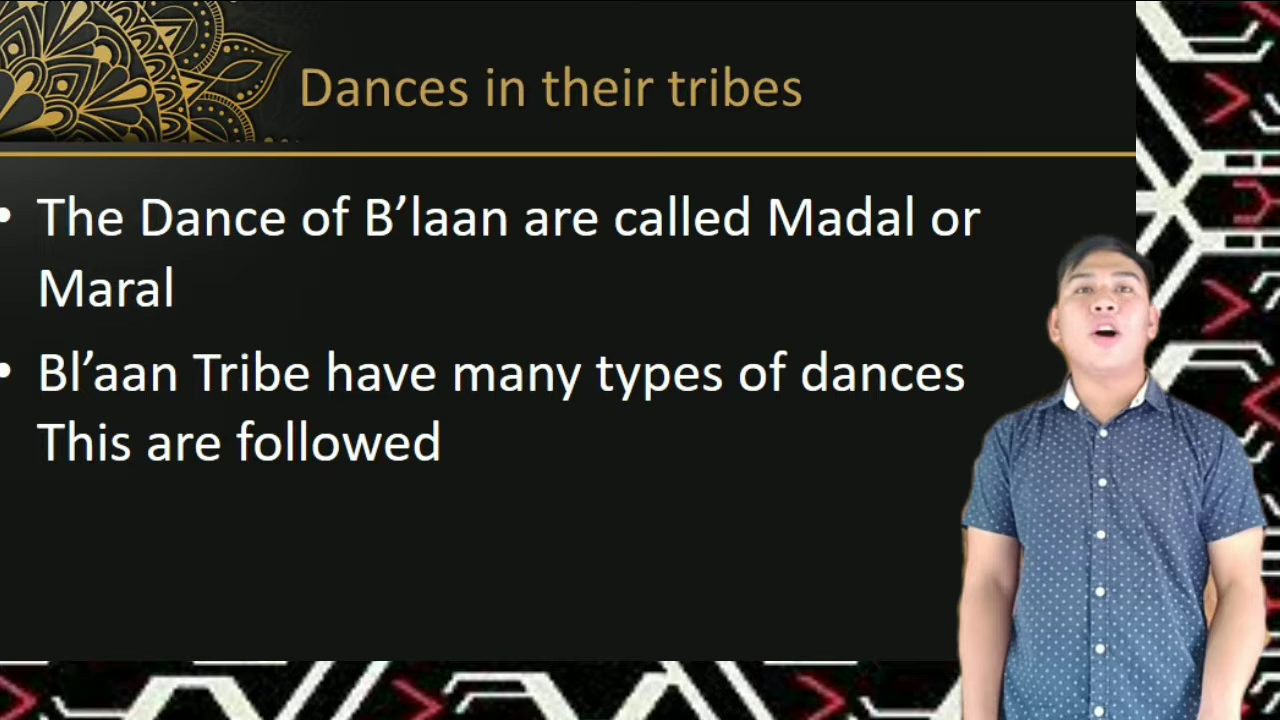 Dances in their tribes
• The Dance of B’laan are called Madal or
Maral
• Bl’aan Tribe have many types of dances
This are followed